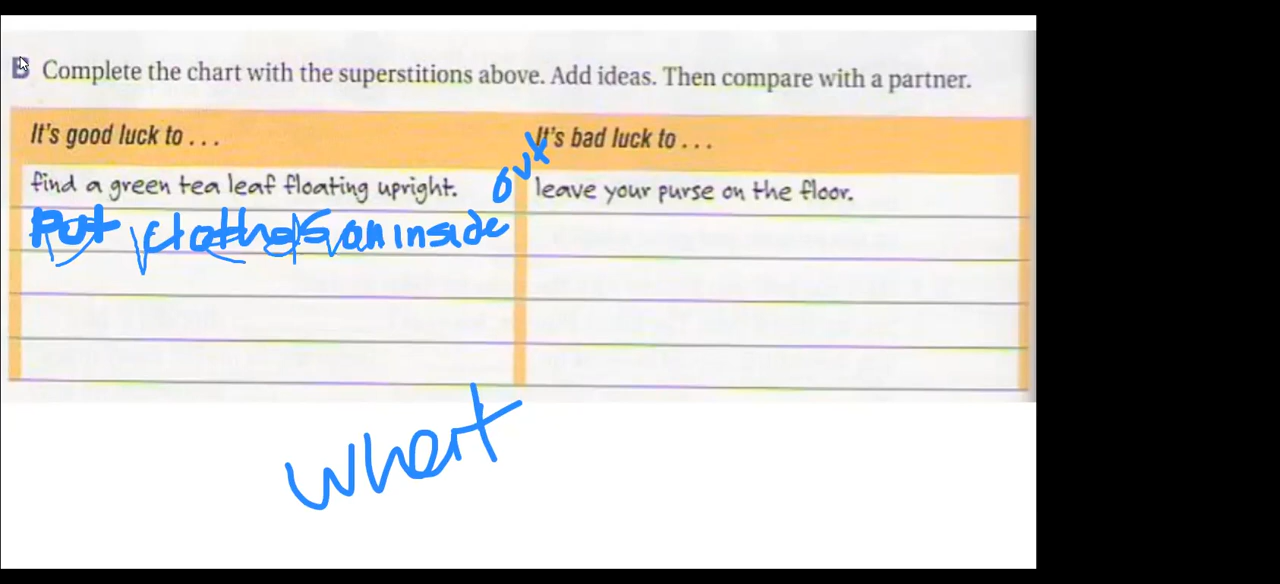 B Complete the chart with the superstitions above. Add ideas. Then compare with a partner.
It's good luck to . . .
It's bad luck to . . .
find a green tea leaf floating upright.
leave your purse on the floor.
Put clothes on inside out
what